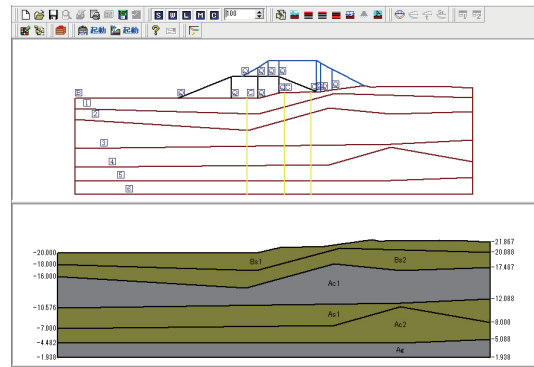 S W L M D 100
起動 起動
B
1
2
3
4
5
6
-20.000
-18.000
-16.000
-10.576
-7.000
-4.482
-1.938
Bs1
Bs2
Ac1
As1
Ac2
Ag
-21.857
-20.088
-17.487
-12.088
-8.000
-5.088
-1.938